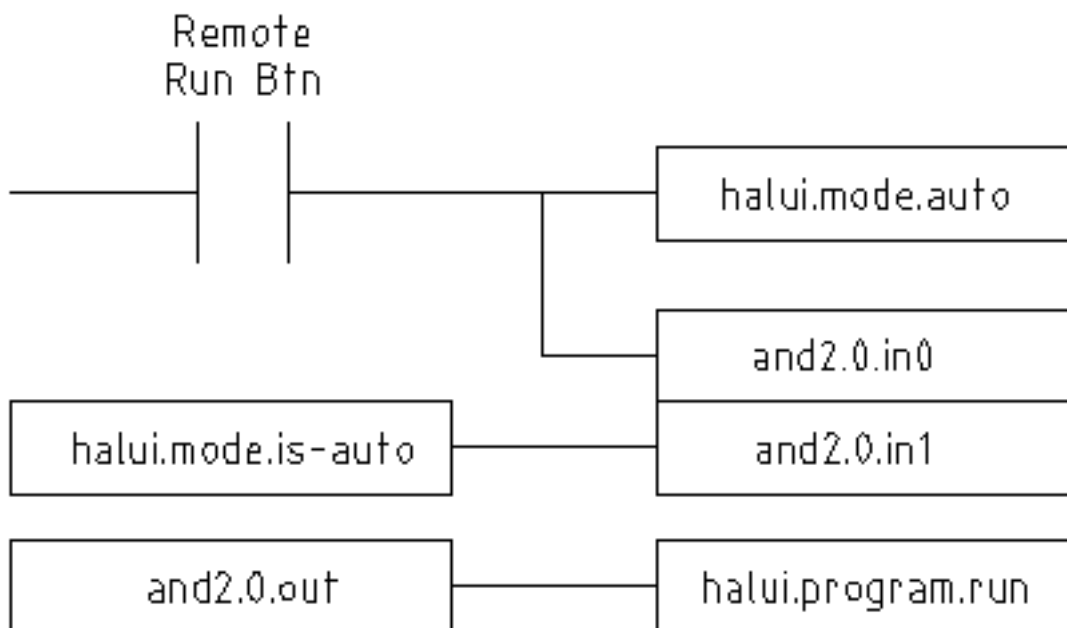 Remote
Run Btn
halui.mode.auto
and2.0.in0
halui.mode.is-auto
and2.0.in1
and2.0.out
halui.program.run